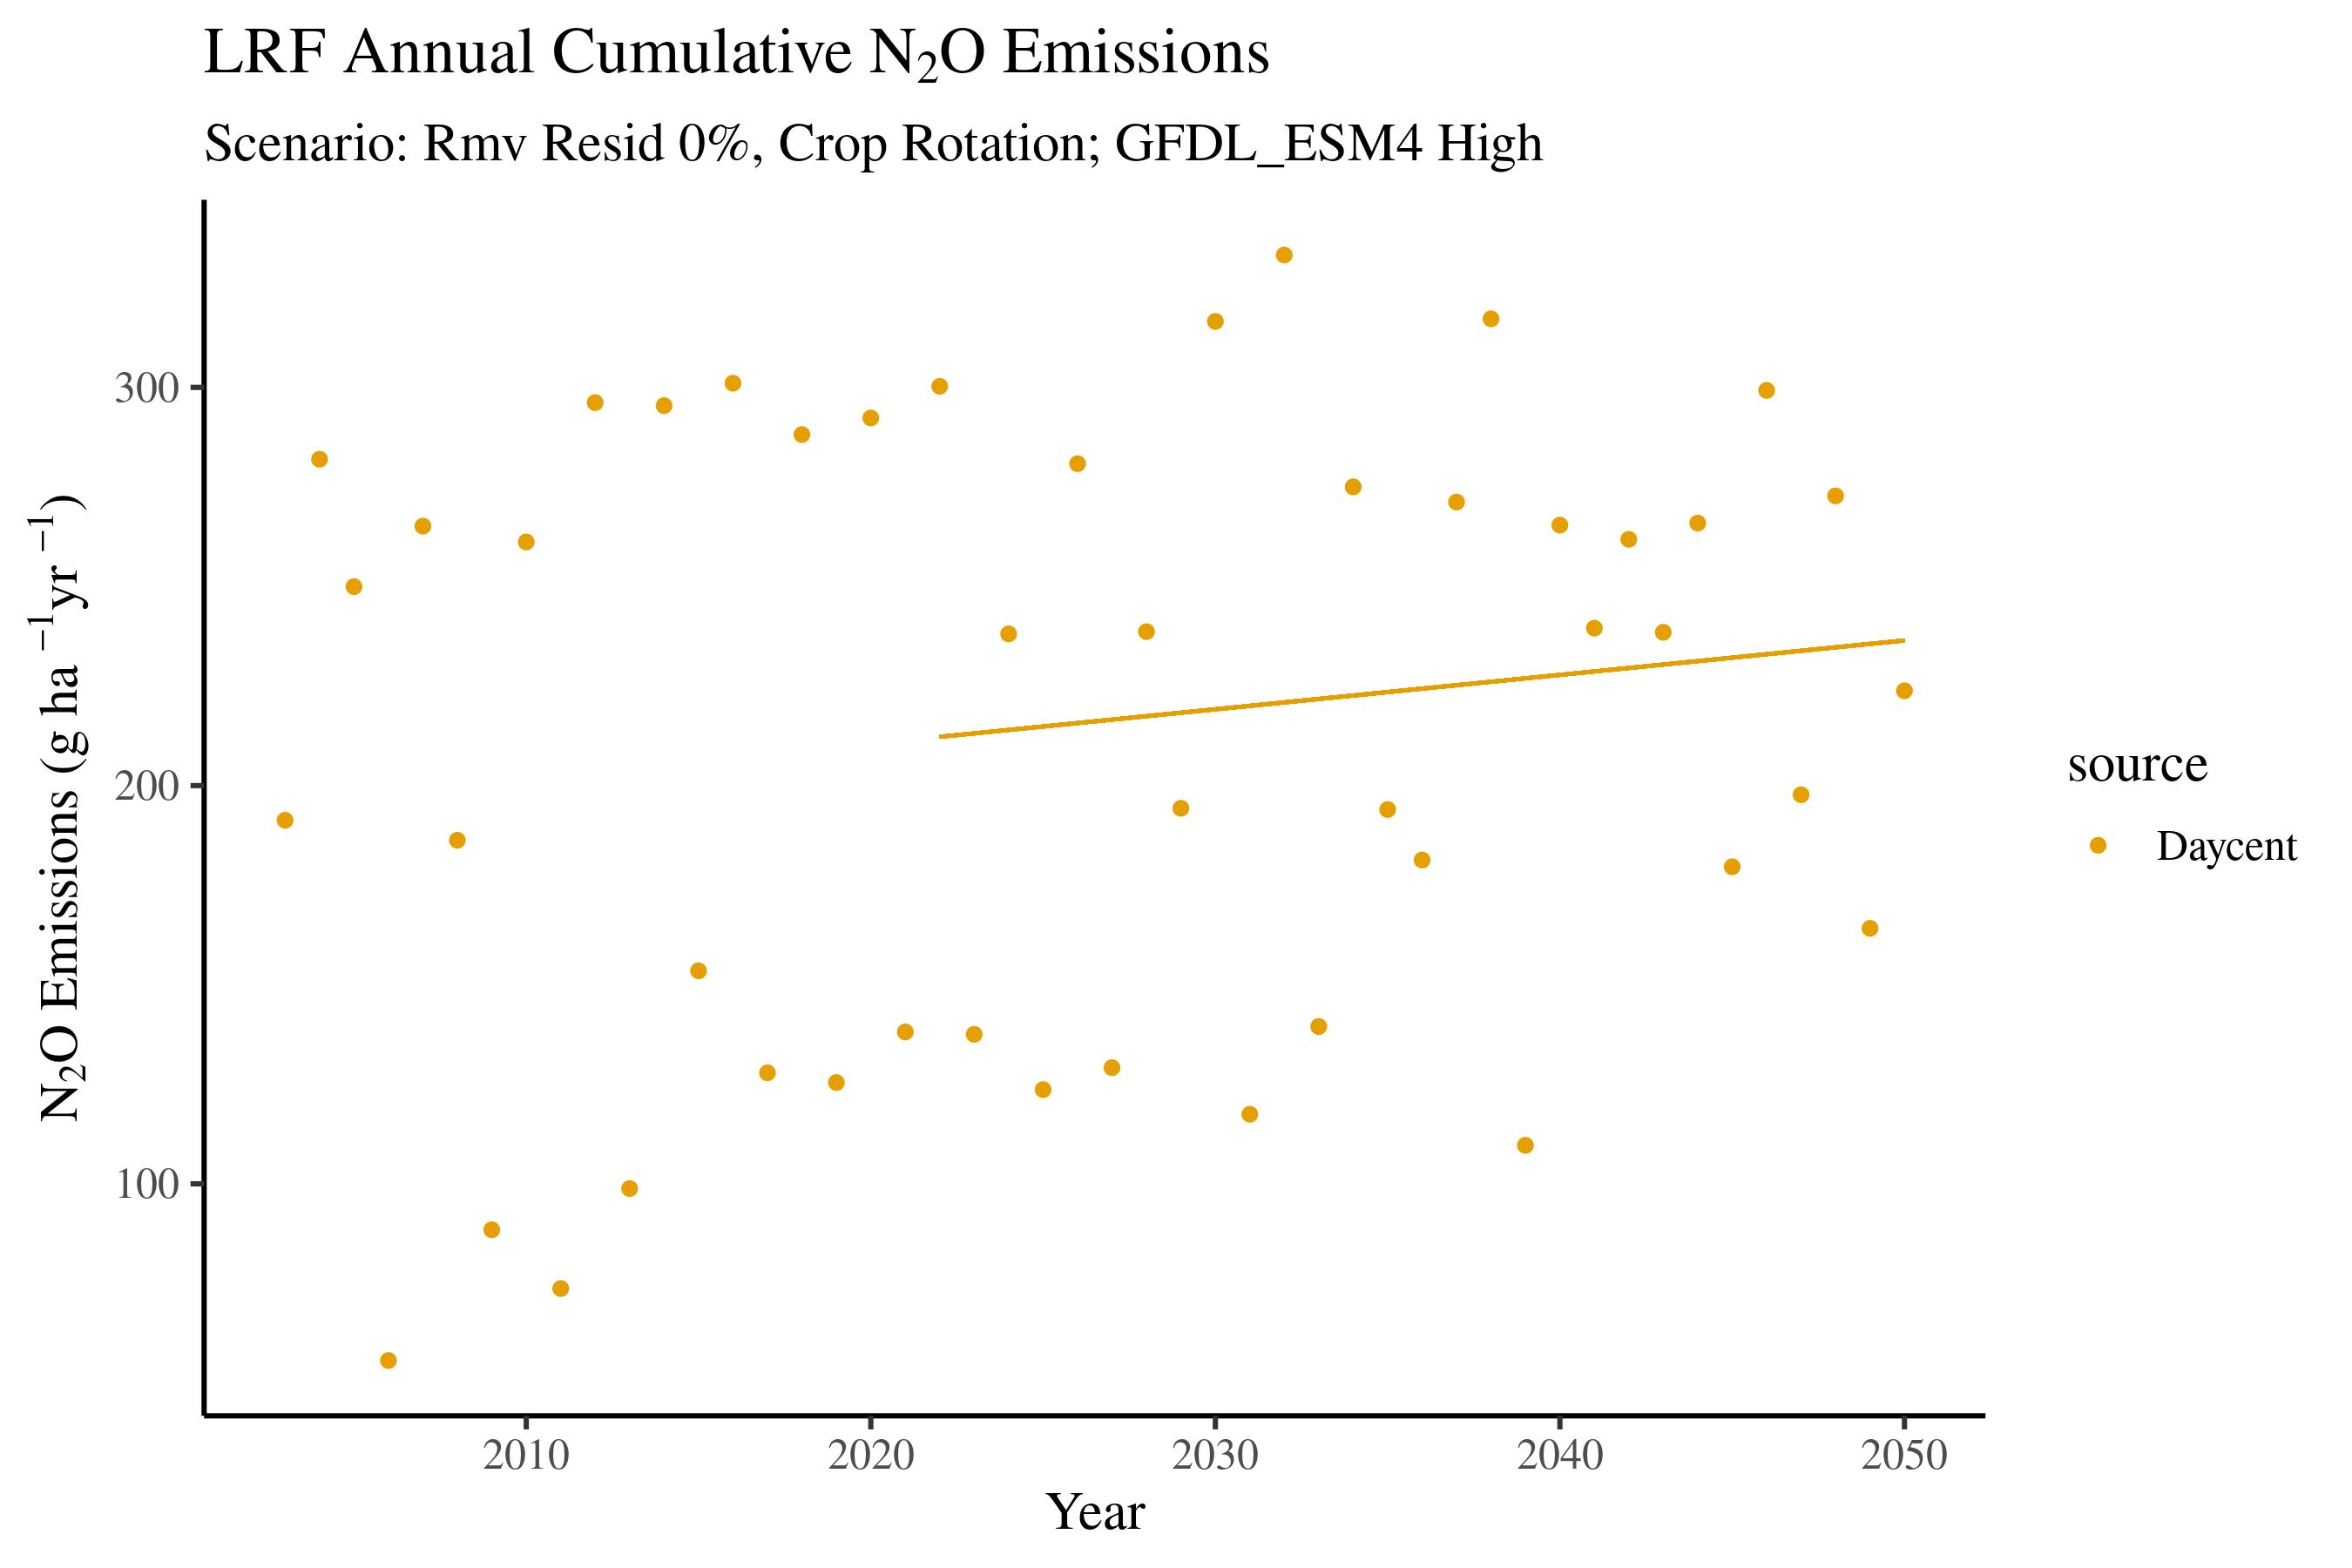 LRF Annual Cumulative N₂O Emissions
Scenario: Rmv Resid 0%, Crop Rotation; GFDL_ESM4 High
N₂O Emissions (g ha⁻¹yr⁻¹)
300
200
100
2010 2020 2030 2040 2050
Year
source
Daycent